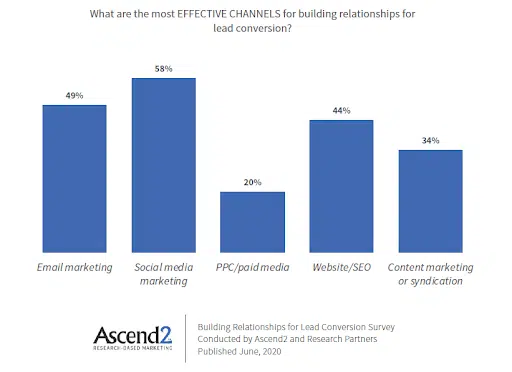 What are the most EFFECTIVE CHANNELS for building relationships for
lead conversion?
49%
58%
20%
44%
34%
Email marketing
Social media
marketing
PPC/paid media
Website/SEO
Content marketing
or syndication
Ascend2
RESEARCH-BASED MARKETING
Building Relationships for Lead Conversion Survey
Conducted by Ascend2 and Research Partners
Published June, 2020